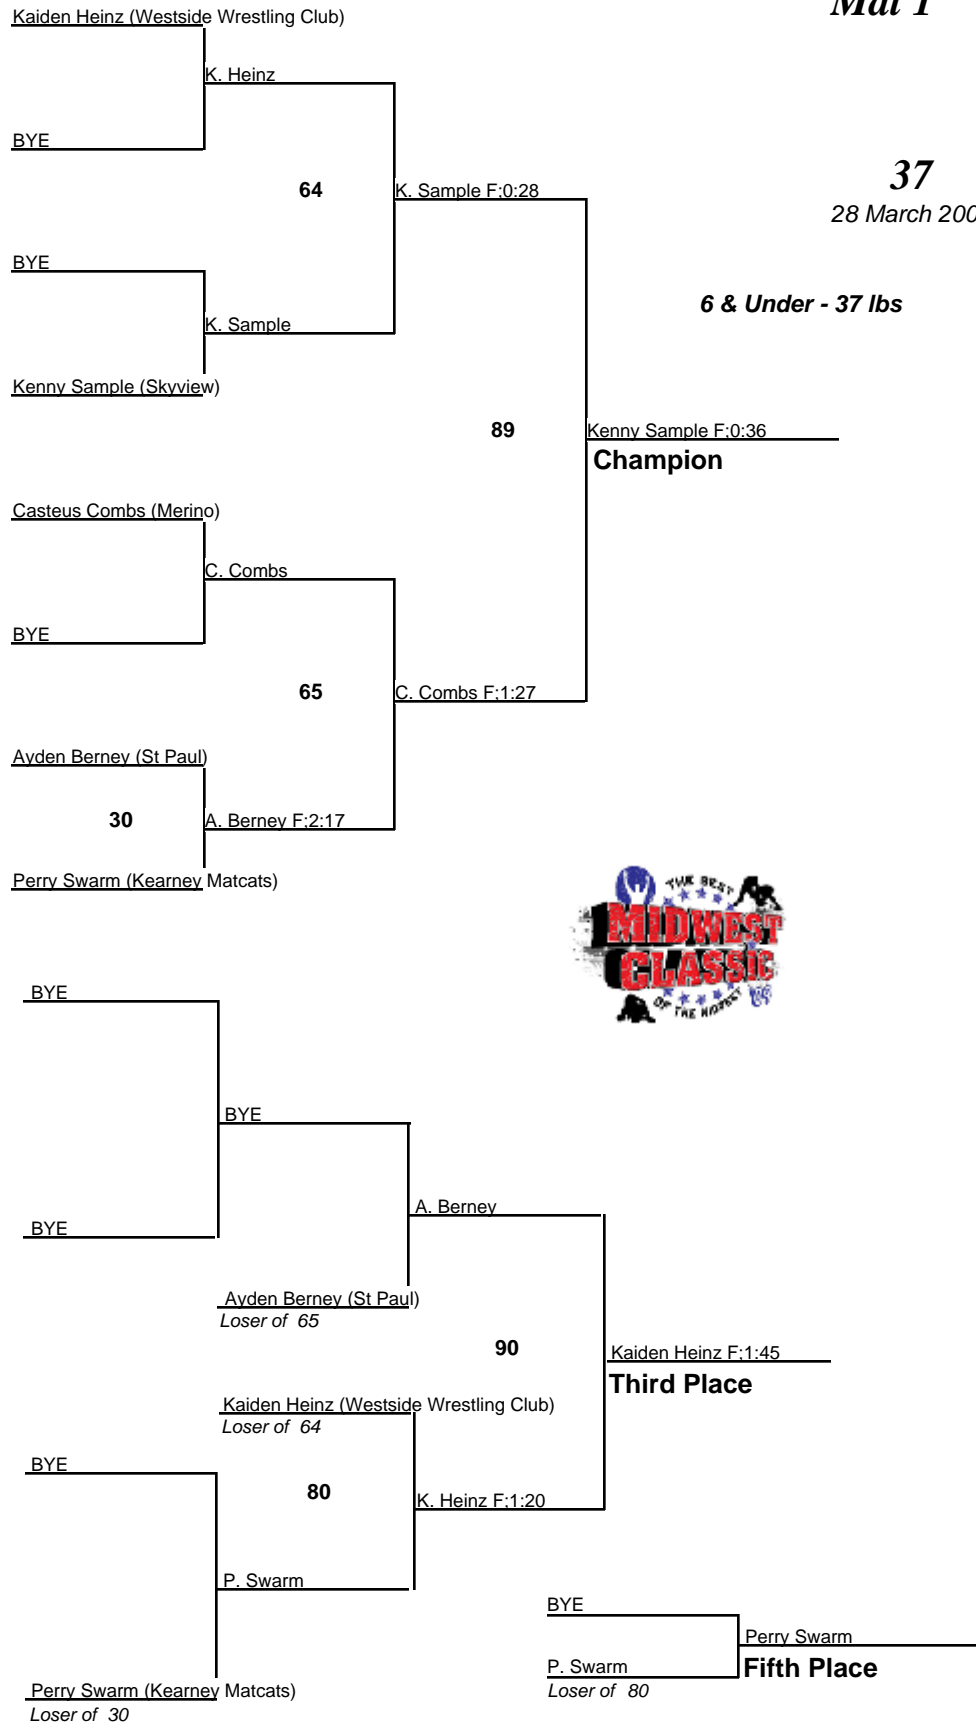 Mat 1
Kaiden Heinz (Westside Wrestling Club)
K. Heinz
BYE
64
K. Sample F;0:28
37
28 March 200
BYE
6 & Under - 37 lbs
K. Sample
Kenny Sample (Skyview)
89
Kenny Sample F;0:36
Champion
Casteus Combs (Merino)
C. Combs
BYE
65
C. Combs F;1:27
Ayden Berney (St Paul)
30
A. Berney F;2:17
Perry Swarm (Kearney Matcats)
THE BEST
MIDWEST
CLASSIC
OF THE MIDWEST
BYE
BYE
A. Berney
BYE
Ayden Berney (St Paul)
Loser of 65
90
Kaiden Heinz F;1:45
Third Place
Kaiden Heinz (Westside Wrestling Club)
Loser of 64
BYE
80
K. Heinz F;1:20
P. Swarm
BYE
Perry Swarm
P. Swarm
Fifth Place
Loser of 80
Perry Swarm (Kearney Matcats)
Loser of 30